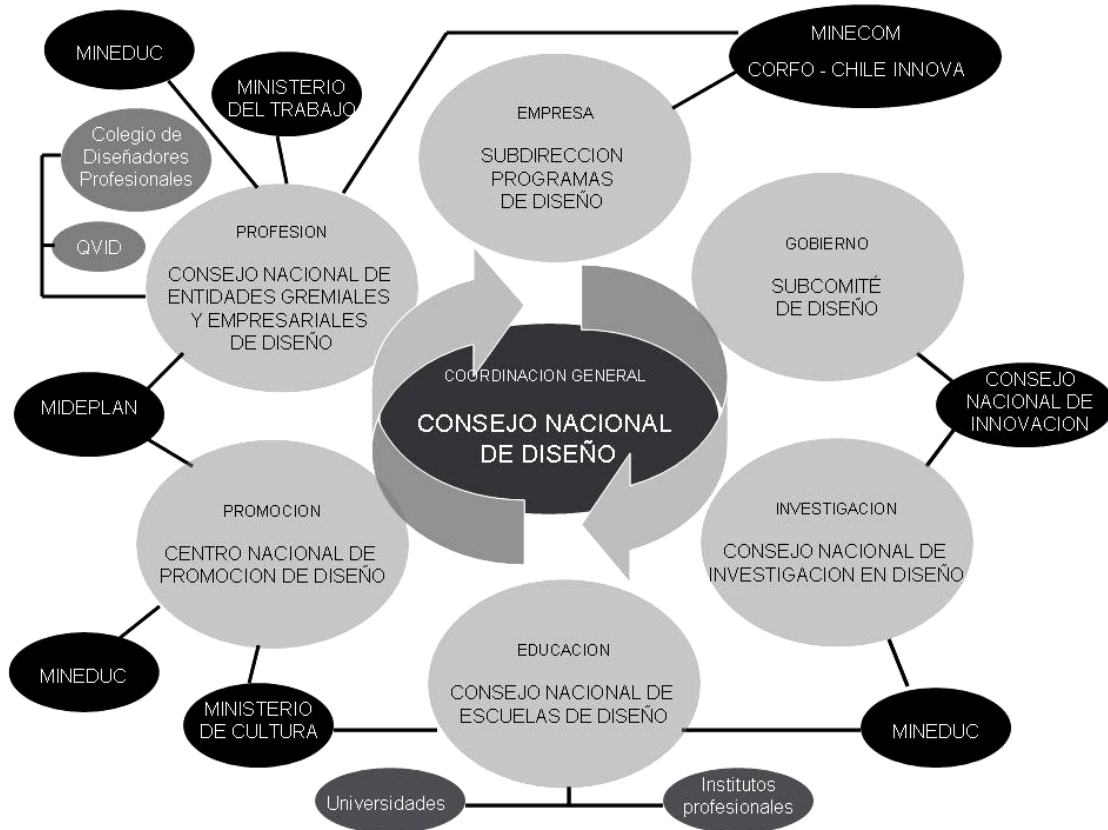 MINEDUC
MINISTERIO
DEL TRABAJO
MINECOM
CORFO - CHILE INNOVA
Colegio de
Diseñadores
Profesionales
QVID
EMPRESA
SUBDIRECCION
PROGRAMAS
DE DISEÑO
PROFESION
CONSEJO NACIONAL DE
ENTIDADES GREMIALES
Y EMPRESARIALES
DE DISEÑO
GOBIERNO
SUBCOMITÉ
DE DISEÑO
COORDINACION GENERAL
CONSEJO NACIONAL
DE DISEÑO
MIDEPLAN
CONSEJO
NACIONAL DE
INNOVACION
PROMOCION
CENTRO NACIONAL DE
PROMOCION DE DISEÑO
INVESTIGACION
CONSEJO NACIONAL DE
INVESTIGACION EN DISEÑO
MINEDUC
MINISTERIO
DE CULTURA
EDUCACION
CONSEJO NACIONAL DE
ESCUELAS DE DISEÑO
MINEDUC
Universidades
Institutos
profesionales